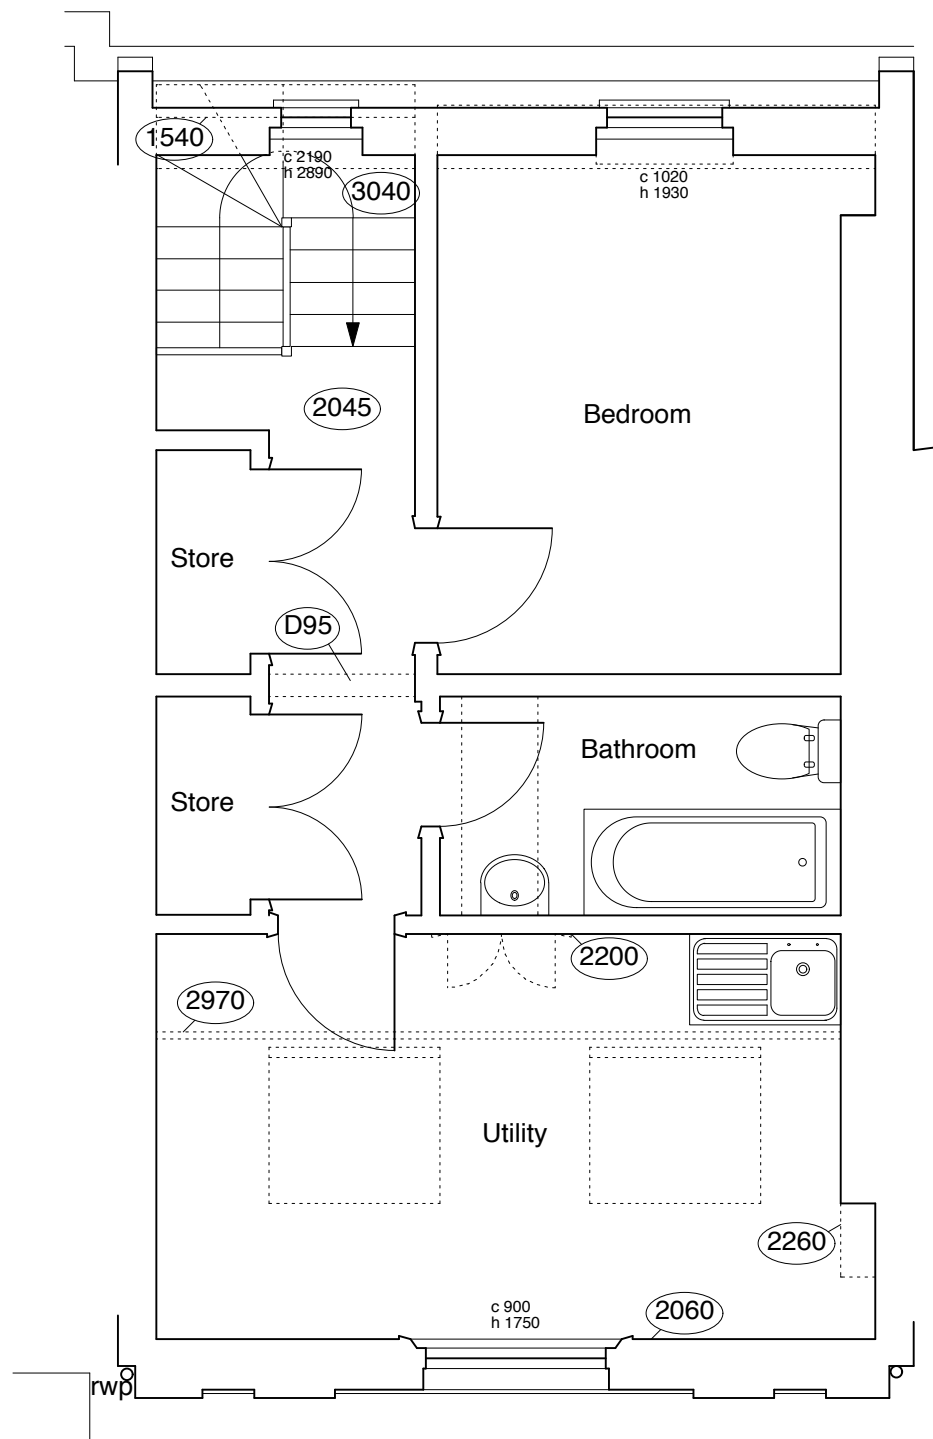 1540
c 2190
h 2890
3040
c 1020
h 1930
2045
Bedroom
Store
D95
Bathroom
Store
2200
2970
Utility
2260
c 900
h 1750
2060
rwp